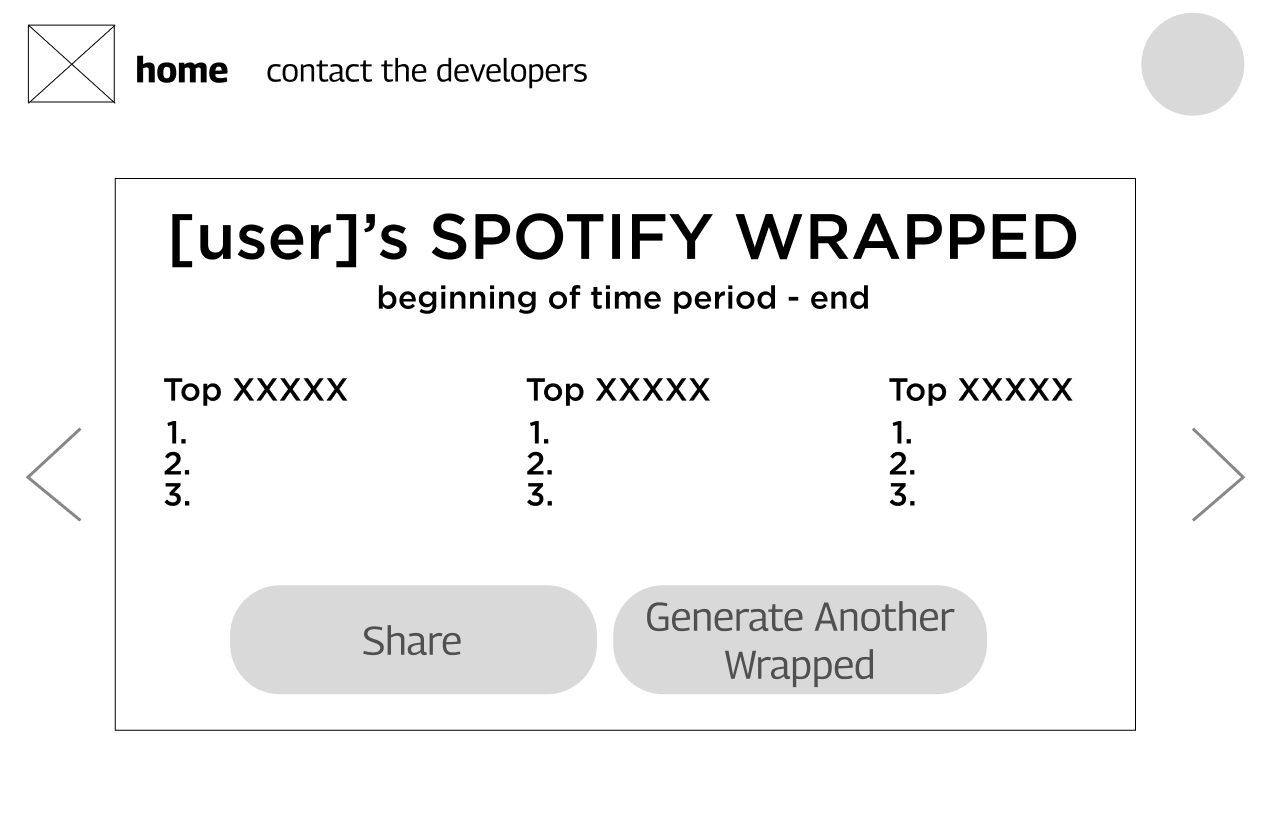 home contact the developers
[user]’s SPOTIFY WRAPPED
beginning of time period - end
Top XXXXX
1.
2.
3.
Top XXXXX
1.
2.
3.
Top XXXXX
1.
2.
3.
Share
Generate Another
Wrapped